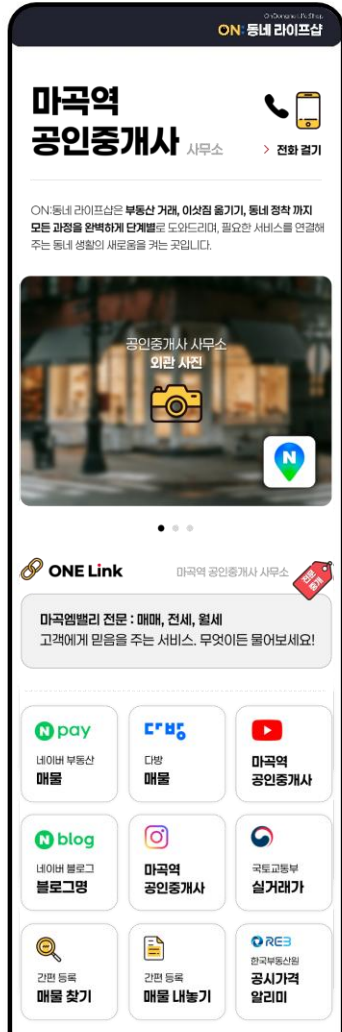 OnDongne LifeShop
ON: 동네 라이프샵
마곡역
공인중개사 사무소
> 전화 걸기
ON:동네 라이프샵은 부동산 거래, 이삿짐 옮기기, 동네 정착 까지
모든 과정을 완벽하게 단계별로 도와드리며, 필요한 서비스를 연결해
주는 동네 생활의 새로움을 켜는 곳입니다.
공인중개사 사무소
외관 사진
N
ONE Link
마곡역 공인중개사 사무소
전문
중개
마곡엠밸리 전문 : 매매, 전세, 월세
고객에게 믿음을 주는 서비스. 무엇이든 물어보세요!
N pay
네이버 부동산
매물
다방
다방
매물
마곡역
공인중개사
N blog
네이버 블로그
블로그명
마곡역
공인중개사
국토교통부
실거래가
간편 등록
매물 찾기
간편 등록
매물 내놓기
REB
한국부동산원
공시가격
알리미